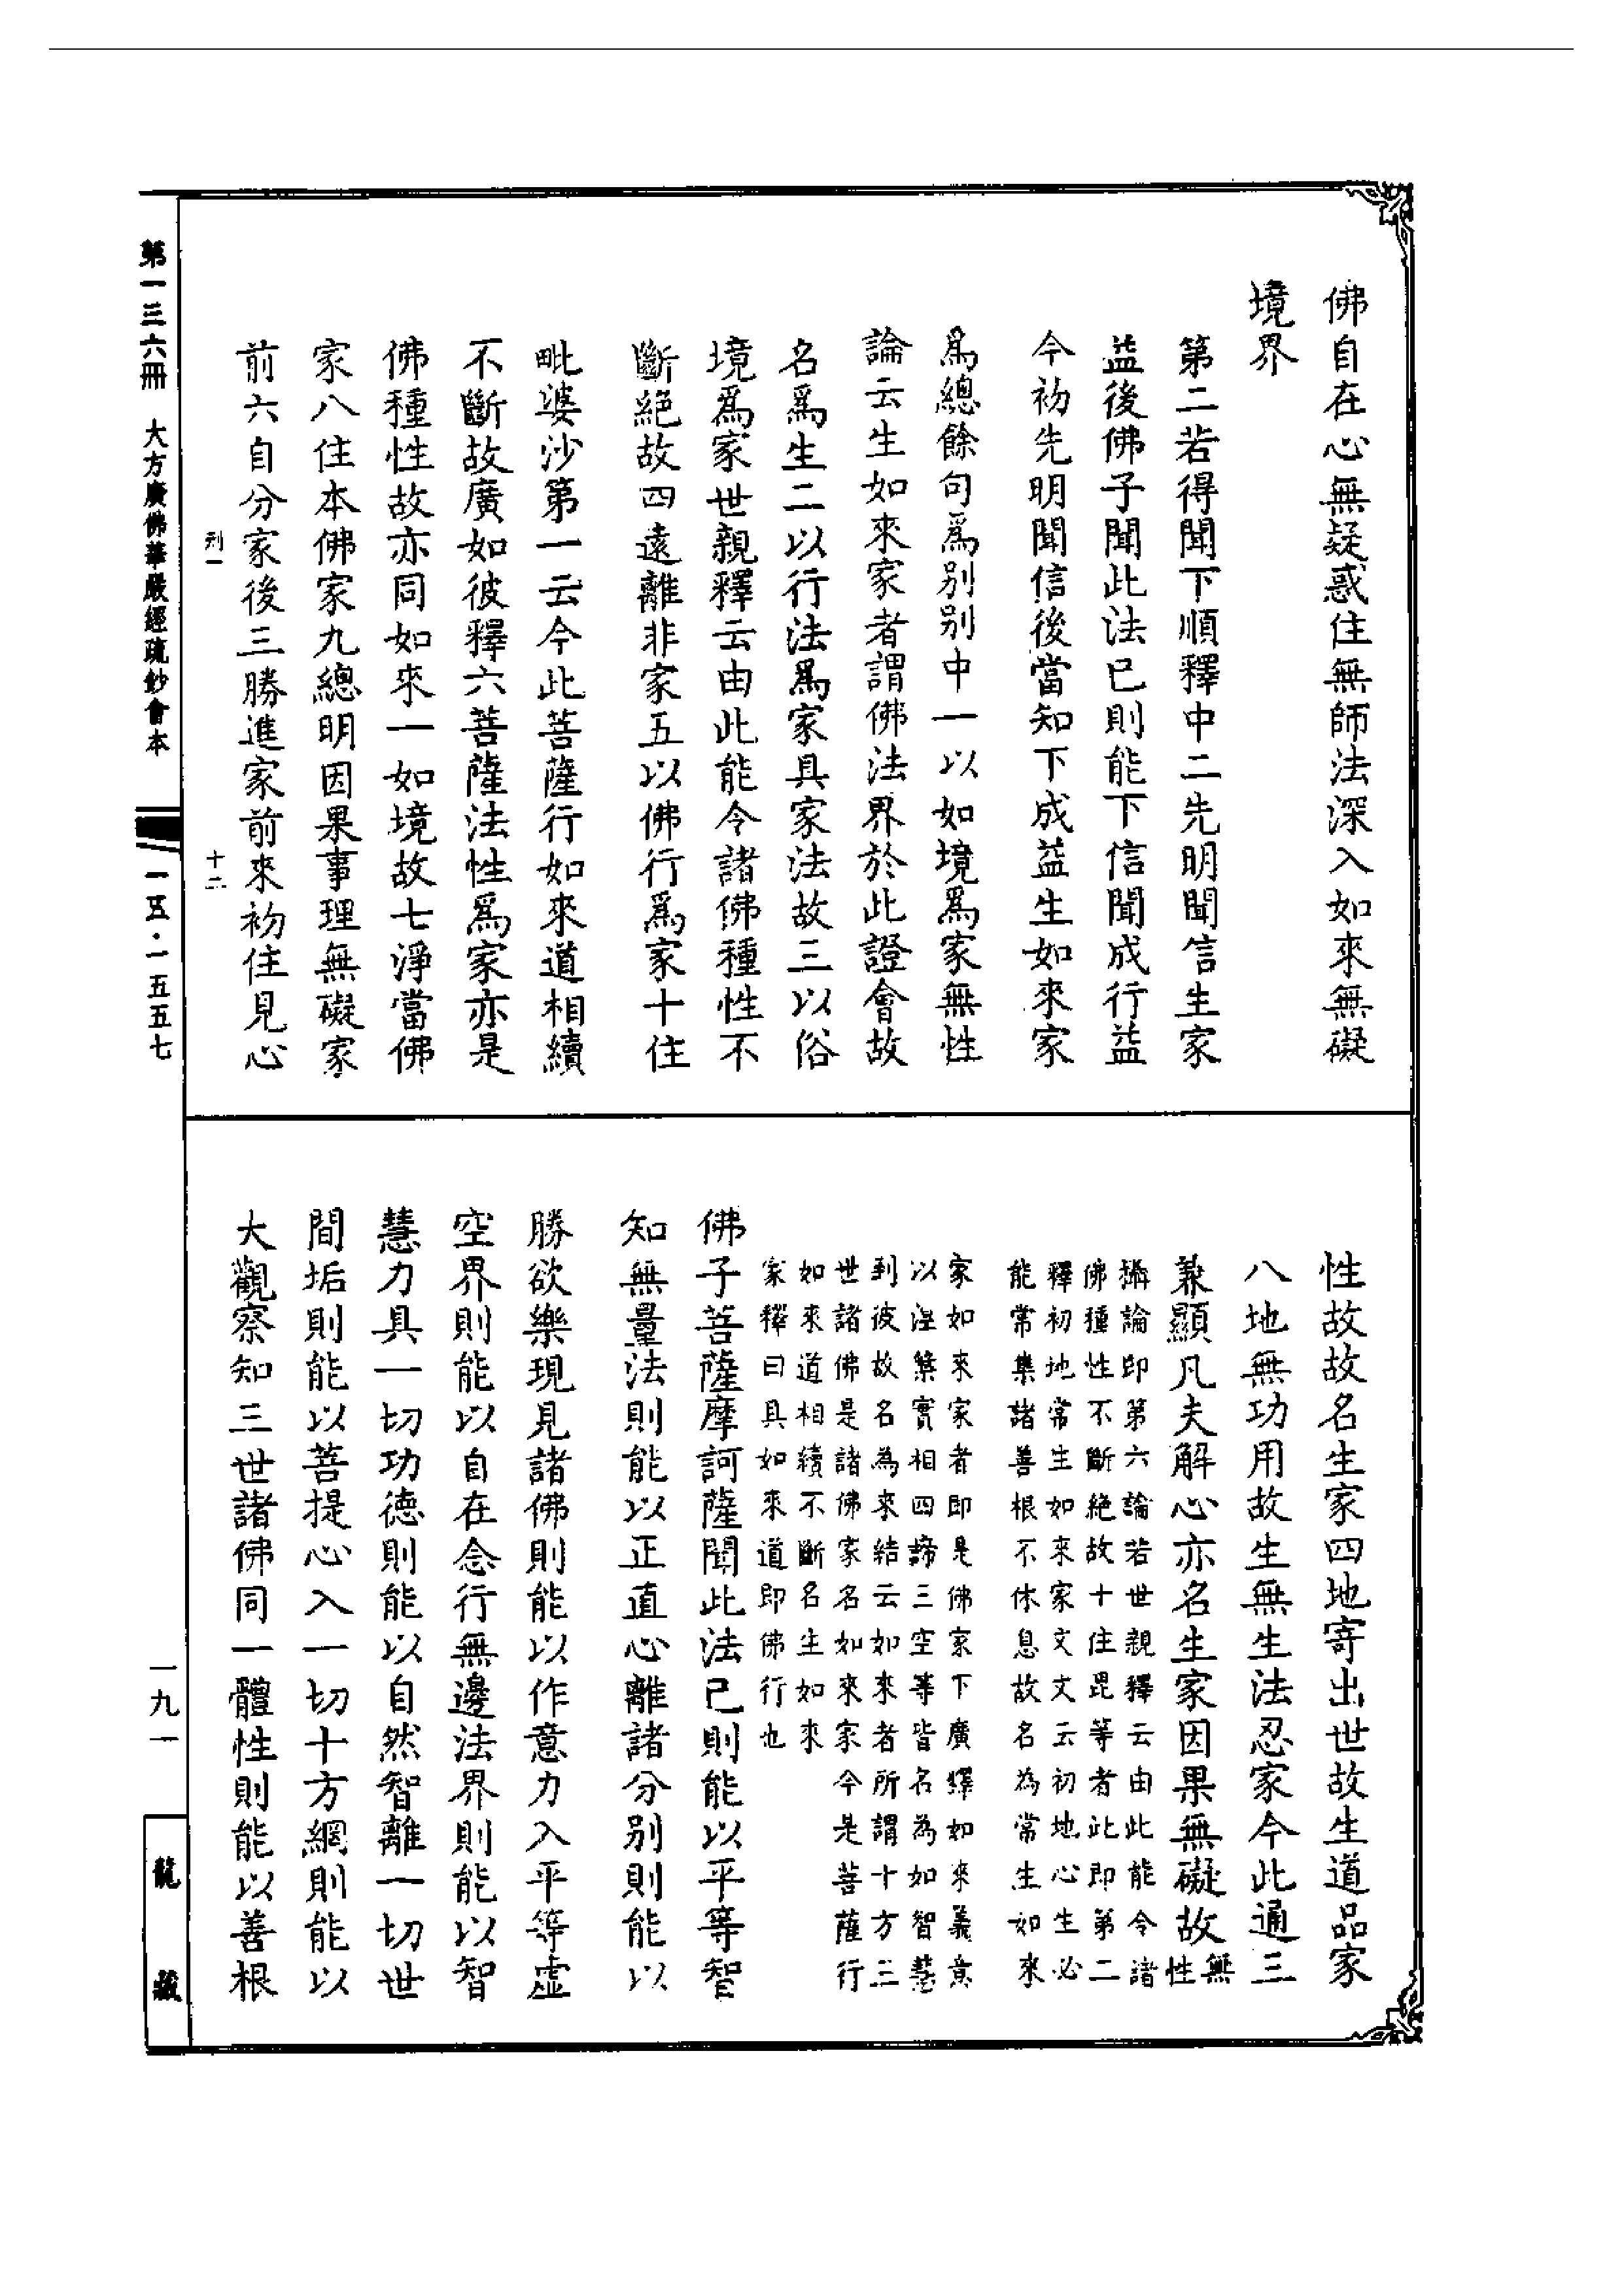 佛自在心無疑惑住無師法深入如來無礙
境界
第二若得聞下順釋中二先明聞信生家
益後佛子聞此法已則能下信聞成行益
今初先明聞信後當知下成益生如來家
爲總餘句爲別別中一以如境爲家無性
論云生如來家者謂佛法界於此證會故
名爲生二以行法爲家具家法故三以俗
境爲家世親釋云由此能令諸佛種性不
斷絕故四遠離非家五以佛行爲家十住
毗婆沙第一云今此菩薩行如來道相續
不斷故廣如彼釋六菩薩法性爲家亦是
佛種性故亦同如來一如境故七淨當佛
家八住本佛家九總明因果事理無礙家
前六自分家後三勝進家前來初住見心
列一
十二
性故故名生家四地寄出世故生道品家
八地無功用故生無生法忍家今此通三
兼顯凡夫解心亦名生家因果無礙故無
性
攝論即第六論若世親釋云由此能令諸
佛種性不斷絕故十住毘等者此即第二
釋初地常生如來家文文云初地心生必
能常集諸善根不休息故名為常生如來
家如來家者即是佛家下廣釋如來義意
以涅槃實相四諦三空等皆名為如智慧
到彼故名為來結云如來者所謂十方三
世諸佛是諸佛家名如來家今是菩薩行
如來道相續不斷名生如來
家釋曰具如來道即佛行也
佛子菩薩摩訶薩聞此法已則能以平等智
知無量法則能以正直心離諸分別則能以
勝欲樂現見諸佛則能以作意力入平等虛
空界則能以自在念行無邊法界則能以智
慧力具一切功德則能以自然智離一切世
間垢則能以菩提心入一切十方網則能以
大觀察知三世諸佛同一體性則能以善根
第一三六冊　大方廣佛華嚴經疏鈔會本
一五·一五五七
一九一
龍藏